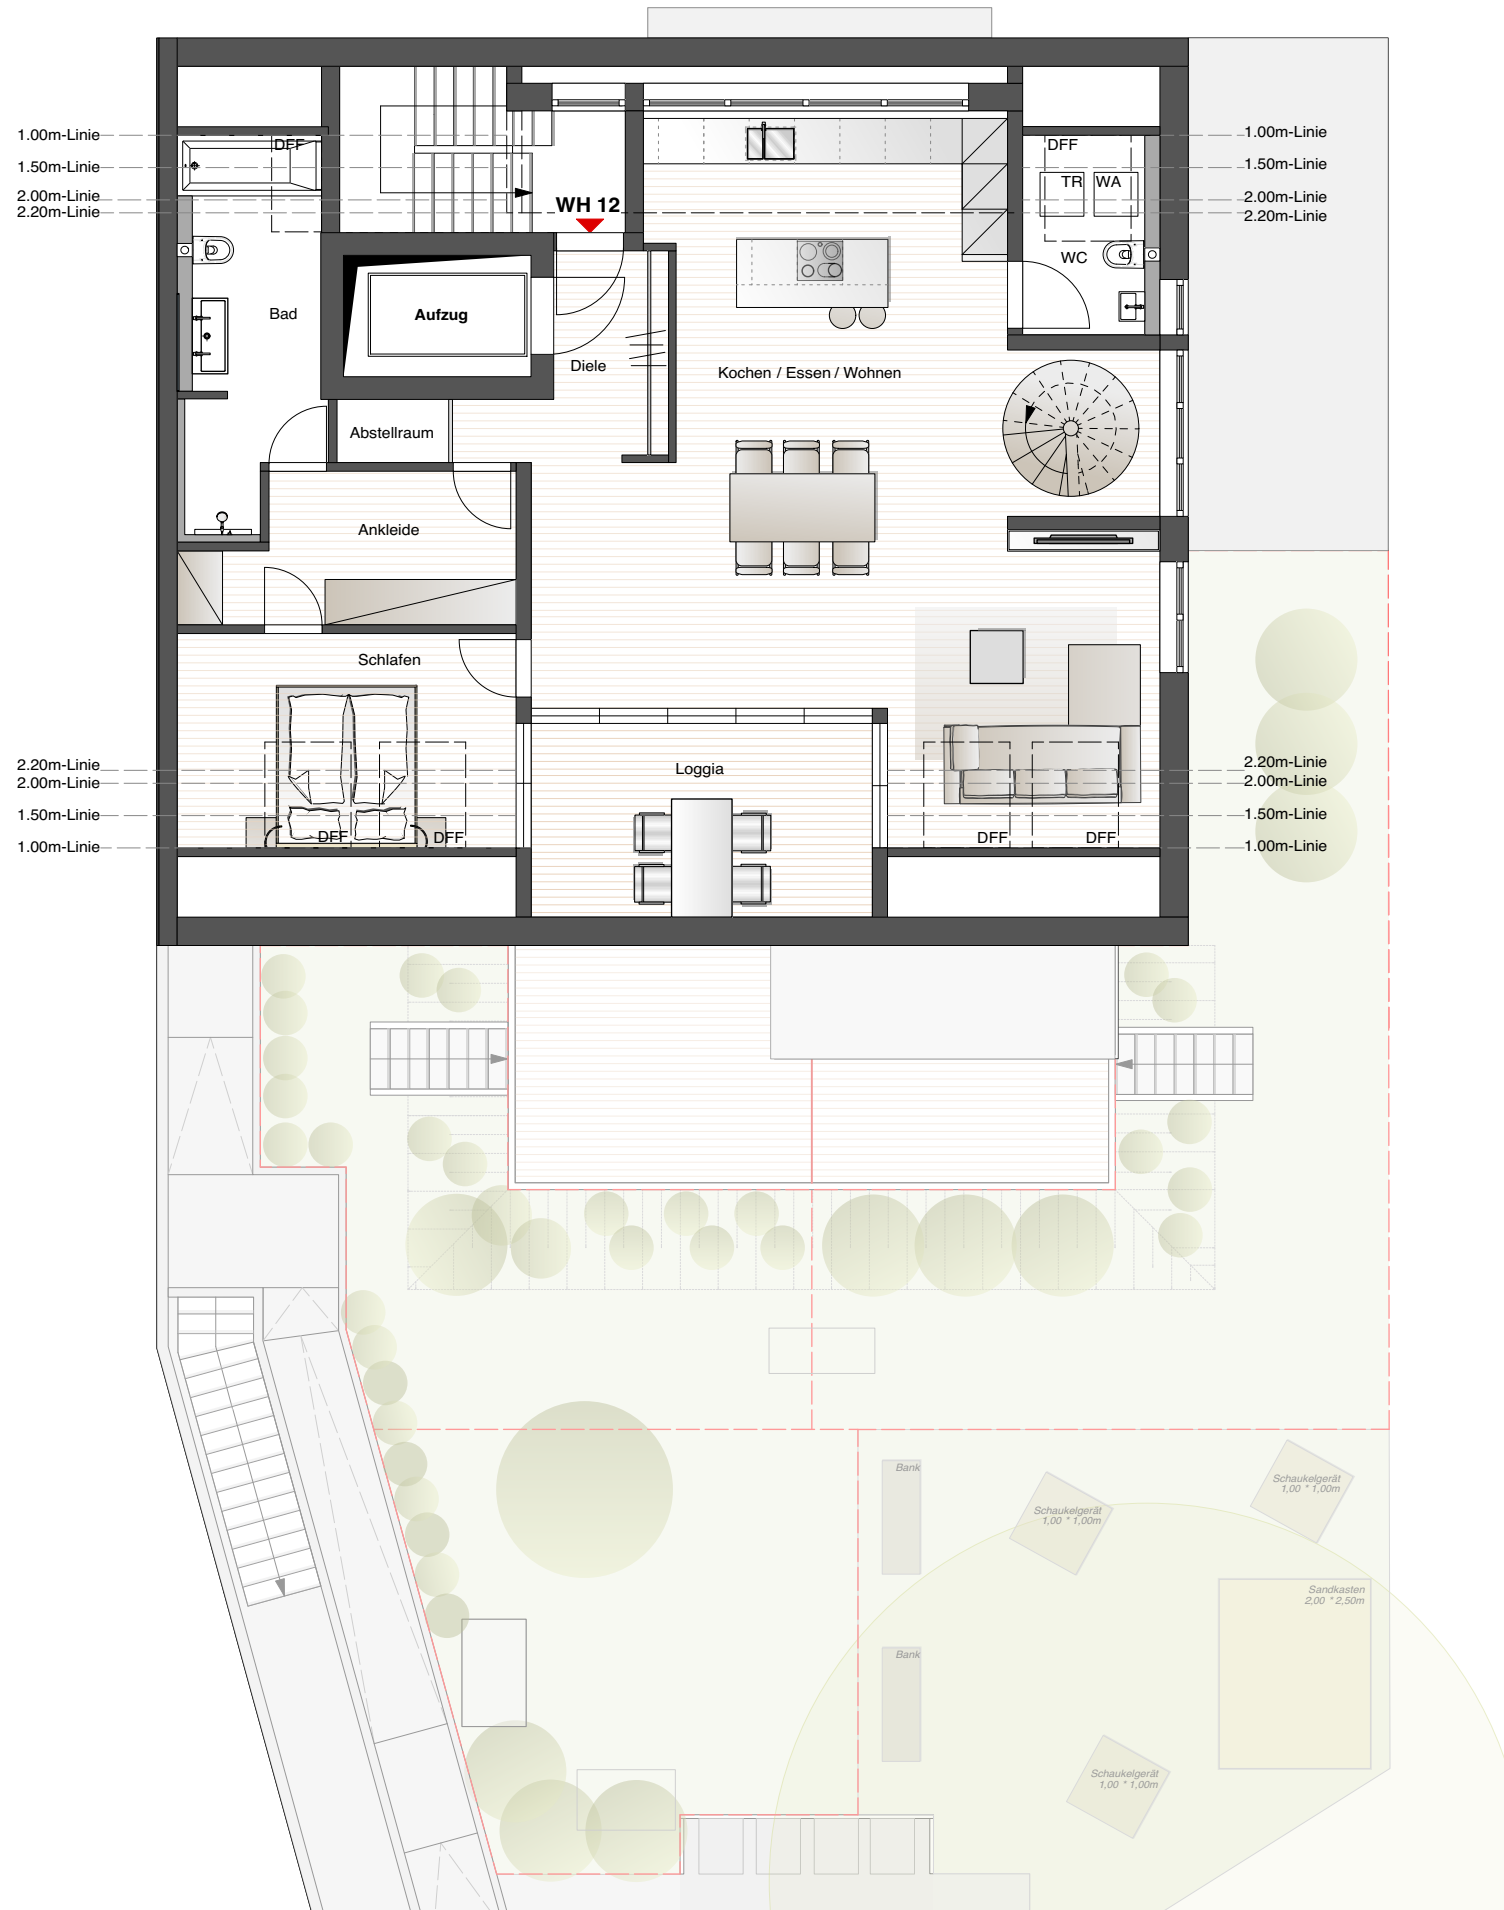 1.00m-Linie
1.50m-Linie
2.00m-Linie
2.20m-Linie
DFF
WH 12
DFF
TR WA
WC
1.00m-Linie
1.50m-Linie
2.00m-Linie
2.20m-Linie
Bad
Aufzug
Diele
Kochen / Essen / Wohnen
Abstellraum
Ankleide
Schlafen
Loggia
2.20m-Linie
2.00m-Linie
1.50m-Linie
1.00m-Linie
DFF
DFF
DFF
DFF
2.20m-Linie
2.00m-Linie
1.50m-Linie
1.00m-Linie
Bank
Schaukelgerät
1,00 * 1,00m
Schaukelgerät
1,00 * 1,00m
Sandkasten
2,00 * 2,50m
Bank
Schaukelgerät
1,00 * 1,00m